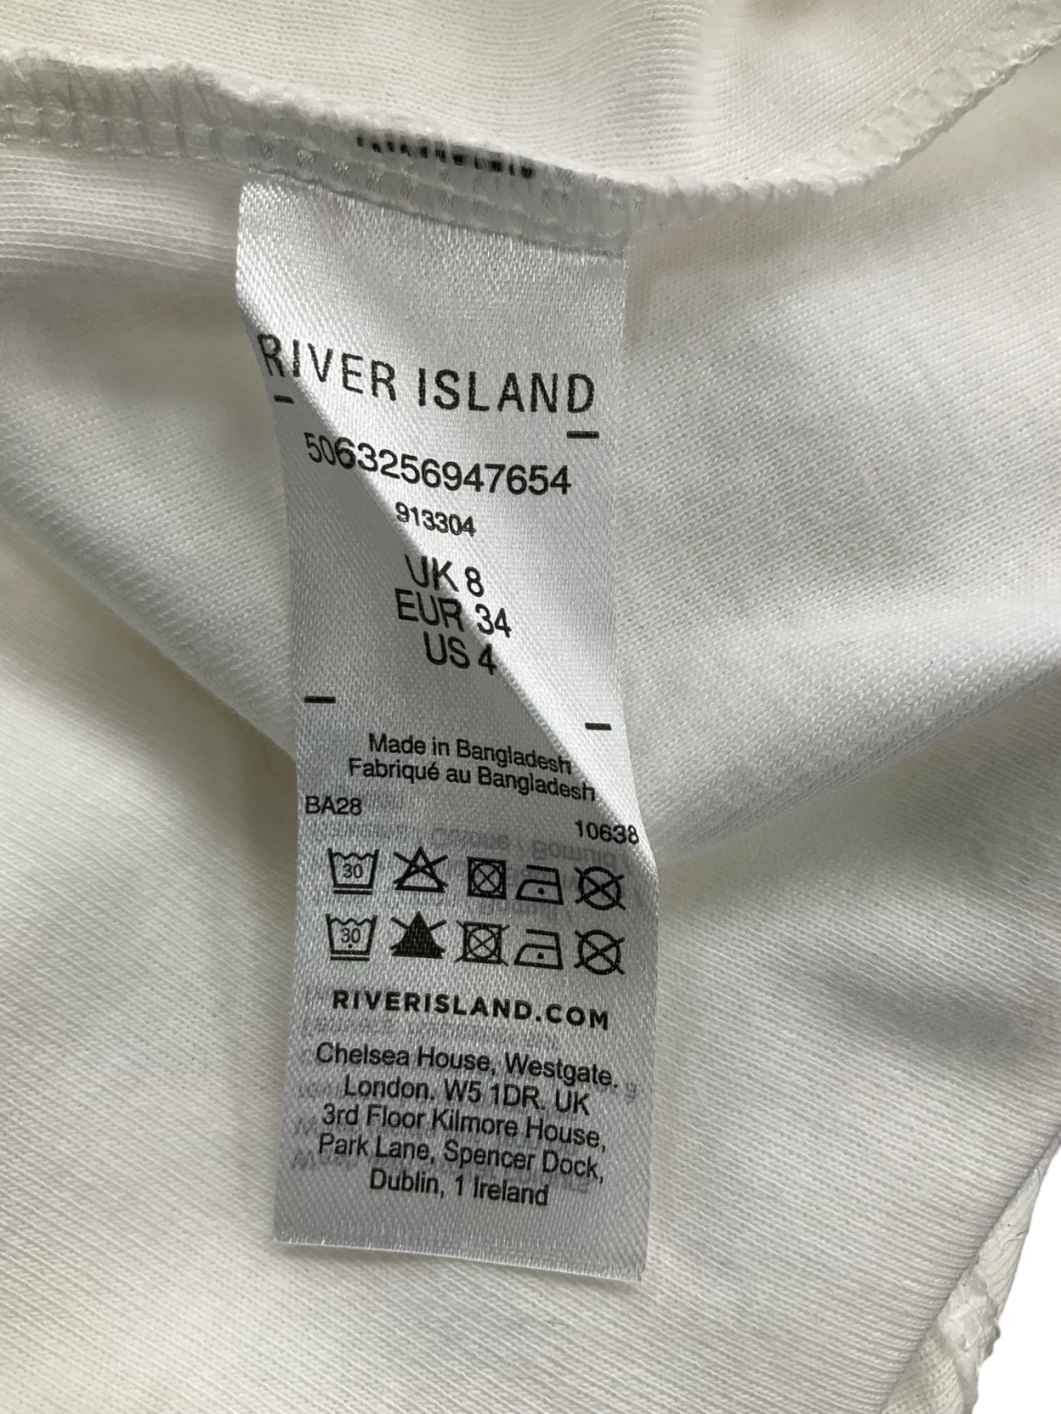 RIVER ISLAND
5063256947654
913304
UK 8
EUR 34
US 4
Made in Bangladesh
Fabriqué au Bangladesh
BA28 10638
30
30
RIVERISLAND.COM
Chelsea House, Westgate,
London. W5 1DR. UK
3rd Floor Kilmore House,
Park Lane, Spencer Dock,
Dublin, 1 Ireland